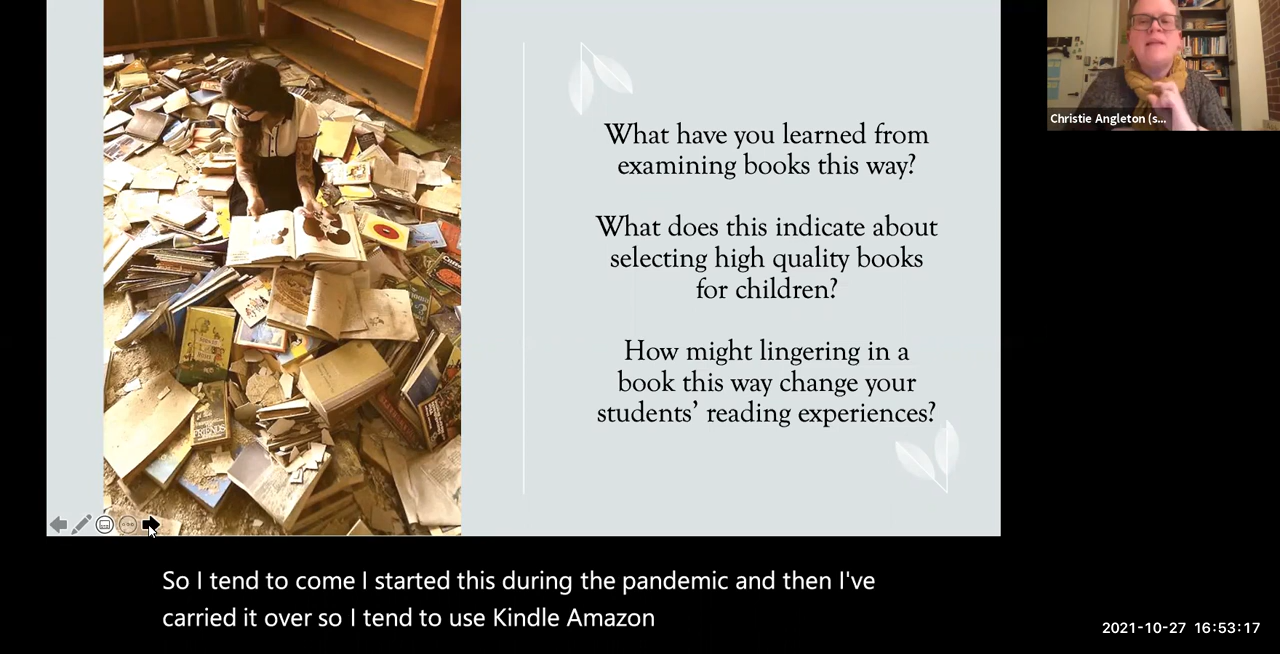 What have you learned from
examining books this way?
What does this indicate about
selecting high quality books
for children?
How might lingering in a
book this way change your
students’ reading experiences?
Christie Angleton (s...
So I tend to come I started this during the pandemic and then I've
carried it over so I tend to use Kindle Amazon
2021-10-27 16:53:17